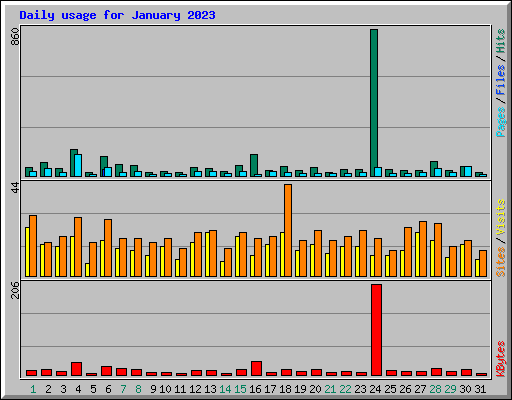 Daily usage for January 2023
860
Pages / Files / Hits
44
Sites / Visits
206
KBytes
1 2 3 4 5 6 7 8 9 10 11 12 13 14 15 16 17 18 19 20 21 22 23 24 25 26 27 28 29 30 31